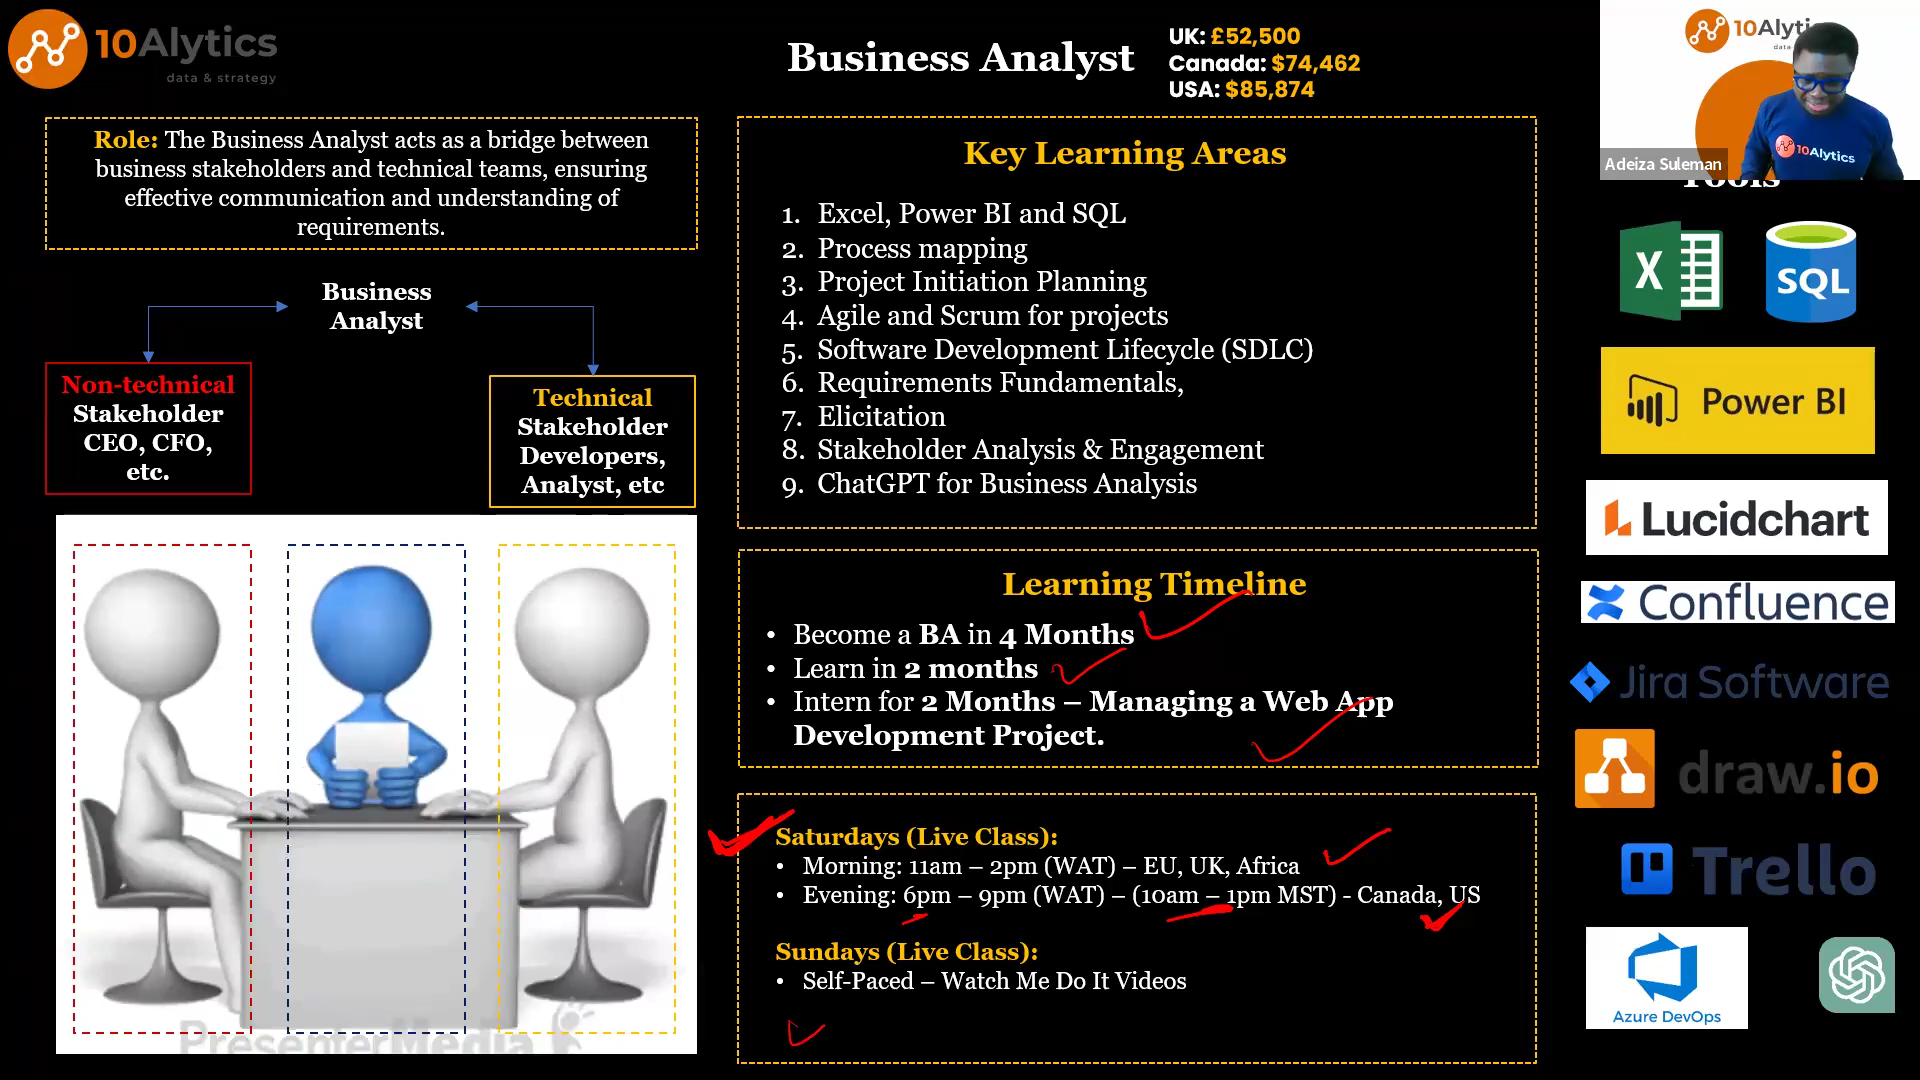 10Alytics
data & strategy
Business Analyst
UK: £52,500
Canada: $74,462
USA: $85,874
10Alyti
Adeiza Suleman
10Alytics
Role: The Business Analyst acts as a bridge between
business stakeholders and technical teams, ensuring
effective communication and understanding of
requirements.
Business
Analyst
Non-technical
Stakeholder
CEO, CFO,
etc.
Technical
Stakeholder
Developers,
Analyst, etc
PresenterMedia
Key Learning Areas
1. Excel, Power BI and SQL
2. Process mapping
3. Project Initiation Planning
4. Agile and Scrum for projects
5. Software Development Lifecycle (SDLC)
6. Requirements Fundamentals,
7. Elicitation
8. Stakeholder Analysis & Engagement
9. ChatGPT for Business Analysis
Learning Timeline
• Become a BA in 4 Months
• Learn in 2 months
• Intern for 2 Months – Managing a Web App
Development Project.
Saturdays (Live Class):
• Morning: 11am – 2pm (WAT) – EU, UK, Africa
• Evening: 6pm – 9pm (WAT) – (10am – 1pm MST) - Canada, US
Sundays (Live Class):
• Self-Paced – Watch Me Do It Videos
Tools
X
SQL
Power BI
Lucidchart
Confluence
Jira Software
draw.io
Trello
Azure DevOps